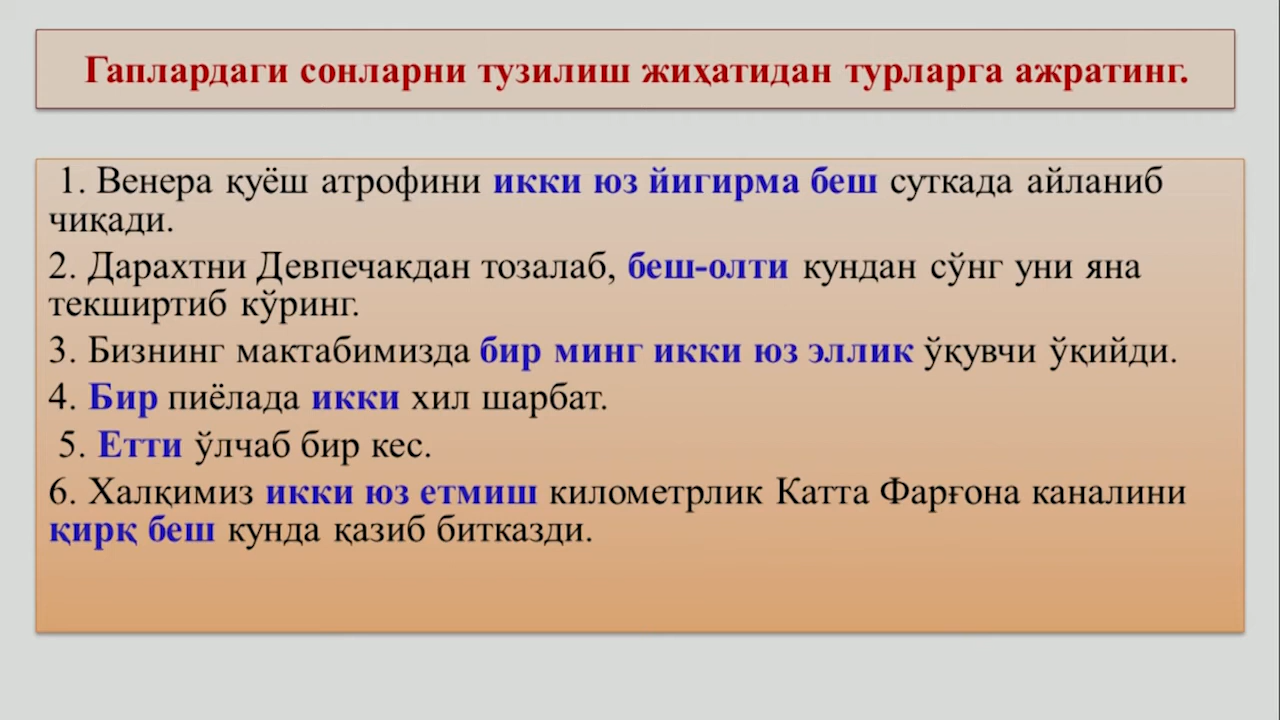 Гаплардаги сонларни тузилиш жиҳатидан турларга ажратинг.
1. Венера қуёш атрофини икки юз йигирма беш суткада айланиб
чиқади.
2. Дарахтни Девпечакдан тозалаб, беш-олти кундан сўнг уни яна
текширтиб кўринг.
3. Бизнинг мактабимизда бир минг икки юз эллик ўқувчи ўқийди.
4. Бир пиёлада икки хил шарбат.
5. Етти ўлчаб бир кес.
6. Халқимиз икки юз етмиш километрлик Катта Фарғона каналини
қирқ беш кунда қазиб битказди.